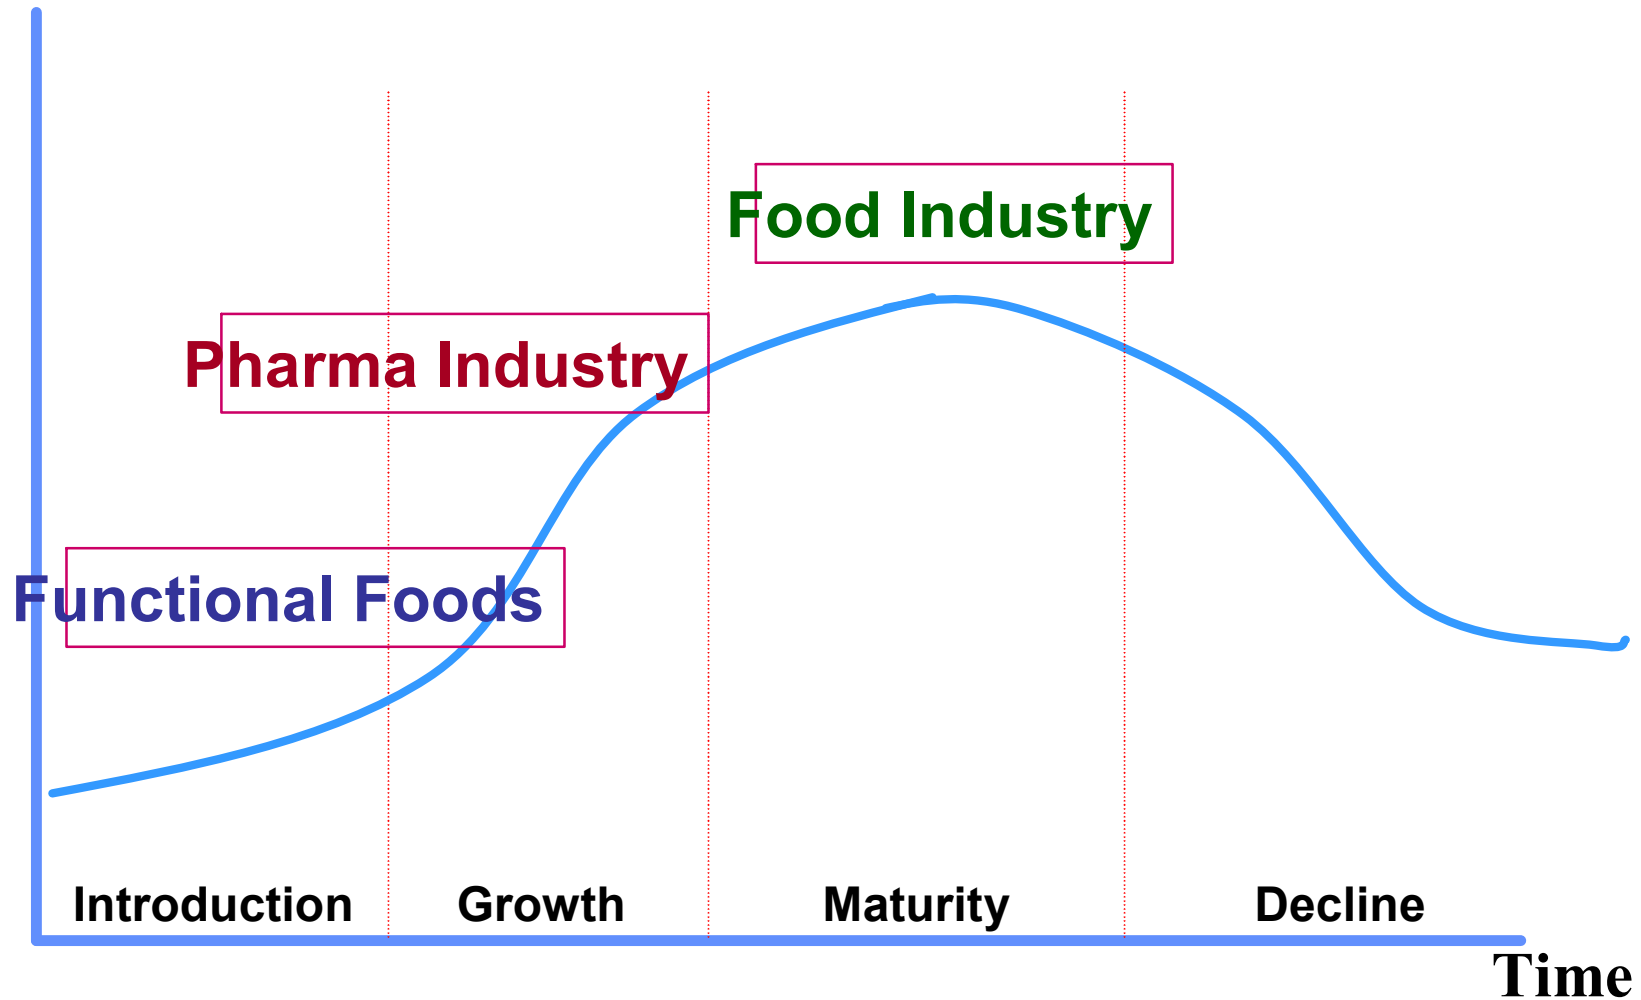 Food Industry
Pharma Industry
Functional Foods
Introduction Growth Maturity Decline
Time